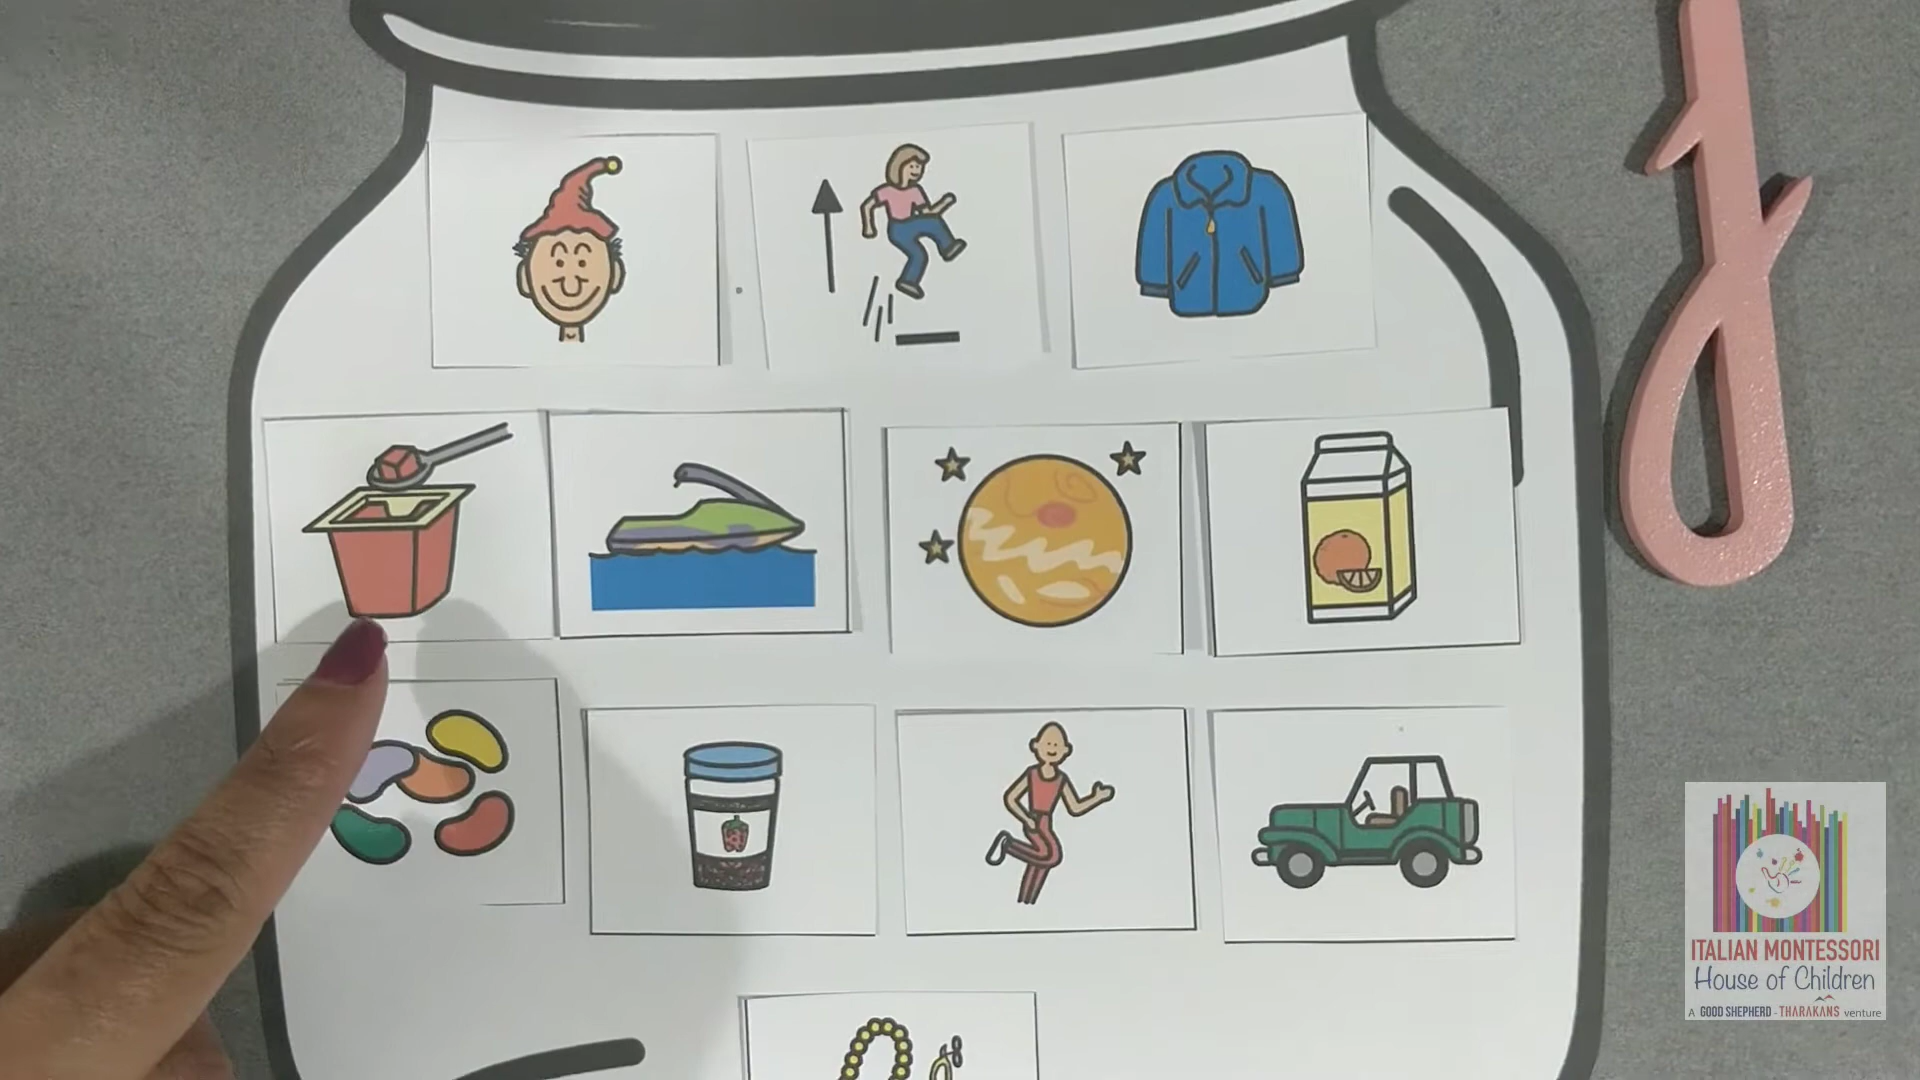 j
ITALIAN MONTESSORI
House of Children
A GOOD SHEPHERD - THARAKANS venture